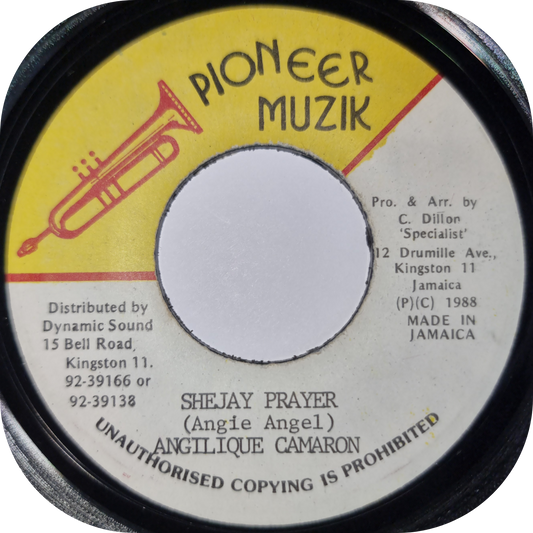 PIONEER
MUZIK
Pro. & Arr. by
C. Dillon
'Specialist'
12 Drumille Ave.,
Kingston 11
Jamaica
(P)(C) 1988
MADE IN
JAMAICA
Distributed by
Dynamic Sound
15 Bell Road,
Kingston 11.
92-39166 or
92-39138
SHEJAY PRAYER
(Angie Angel)
ANGILIQUE CAMARON
UNAUTHORISED COPYING IS PROHIBITED